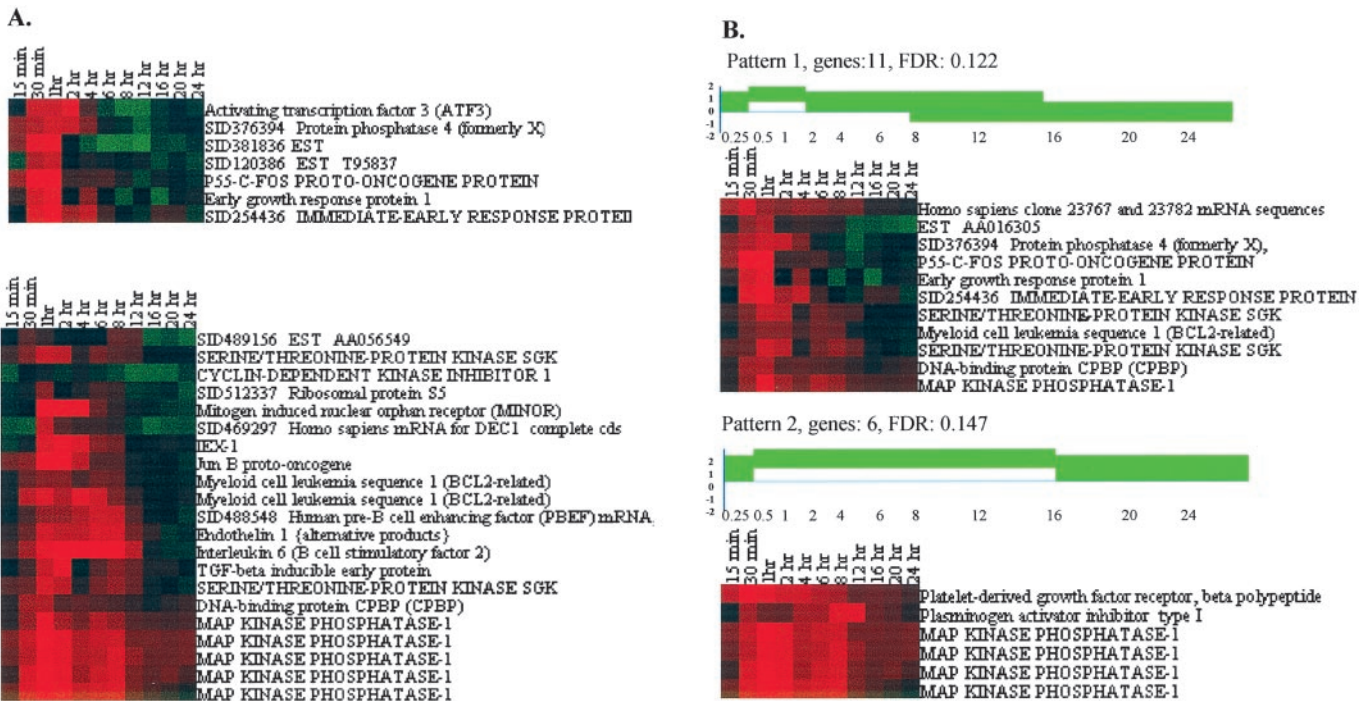 A.
15 min
30 min
1hr
2 hr
4 hr
6 hr
8 hr
12 hr
16 hr
20 hr
24 hr
Activating transcription factor 3 (ATF3)
SID376394 Protein phosphatase 4 (formerly X)
SID381836 EST
SID120386 EST T95837
P55-C-FOS PROTO-ONCOGENE PROTEIN
Early growth response protein 1
SID254436 IMMEDIATE-EARLY RESPONSE PROTEI
15 min
30 min
1hr
2 hr
4 hr
6 hr
8 hr
12 hr
16 hr
20 hr
24 hr
SID489156 EST AA056549
SERINE/THREONINE-PROTEIN KINASE SGK
CYCLIN-DEPENDENT KINASE INHIBITOR 1
SID512337 Ribosomal protein S5
Mitogen induced nuclear orphan receptor (MINOR)
SID469297 Homo sapiens mRNA for DEC1 complete cds
IEX-1
Jun B proto-oncogene
Myeloid cell leukemia sequence 1 (BCL2-related)
Myeloid cell leukemia sequence 1 (BCL2-related)
SID488548 Human pre-B cell enhancing factor (PBEF) mRNA,
Endothelin 1 {alternative products}
Interleukin 6 (B cell stimulatory factor 2)
TGF-beta inducible early protein
SERINE/THREONINE-PROTEIN KINASE SGK
DNA-binding protein CPBP (CPBP)
MAP KINASE PHOSPHATASE-1
MAP KINASE PHOSPHATASE-1
MAP KINASE PHOSPHATASE-1
MAP KINASE PHOSPHATASE-1
MAP KINASE PHOSPHATASE-1
B.
Pattern 1, genes:11, FDR: 0.122
2
1
0
-1
-2
0.25 0.5 1 2 4 6 8 12 16 20 24
15 min
30 min
1hr
2 hr
4 hr
6 hr
8 hr
12 hr
16 hr
20 hr
24 hr
Homo sapiens clone 23767 and 23782 mRNA sequences
EST AA016305
SID376394 Protein phosphatase 4 (formerly X),
P55-C-FOS PROTO-ONCOGENE PROTEIN
Early growth response protein 1
SID254436 IMMEDIATE-EARLY RESPONSE PROTEIN
SERINE/THREONINE-PROTEIN KINASE SGK
Myeloid cell leukemia sequence 1 (BCL2-related)
SERINE/THREONINE-PROTEIN KINASE SGK
DNA-binding protein CPBP (CPBP)
MAP KINASE PHOSPHATASE-1
Pattern 2, genes: 6, FDR: 0.147
2
1
0
-1
-2
0.25 0.5 1 2 4 6 8 12 16 20 24
15 min
30 min
1hr
2 hr
4 hr
6 hr
8 hr
12 hr
16 hr
20 hr
24 hr
Platelet-derived growth factor receptor, beta polypeptide
Plasminogen activator inhibitor type I
MAP KINASE PHOSPHATASE-1
MAP KINASE PHOSPHATASE-1
MAP KINASE PHOSPHATASE-1
MAP KINASE PHOSPHATASE-1